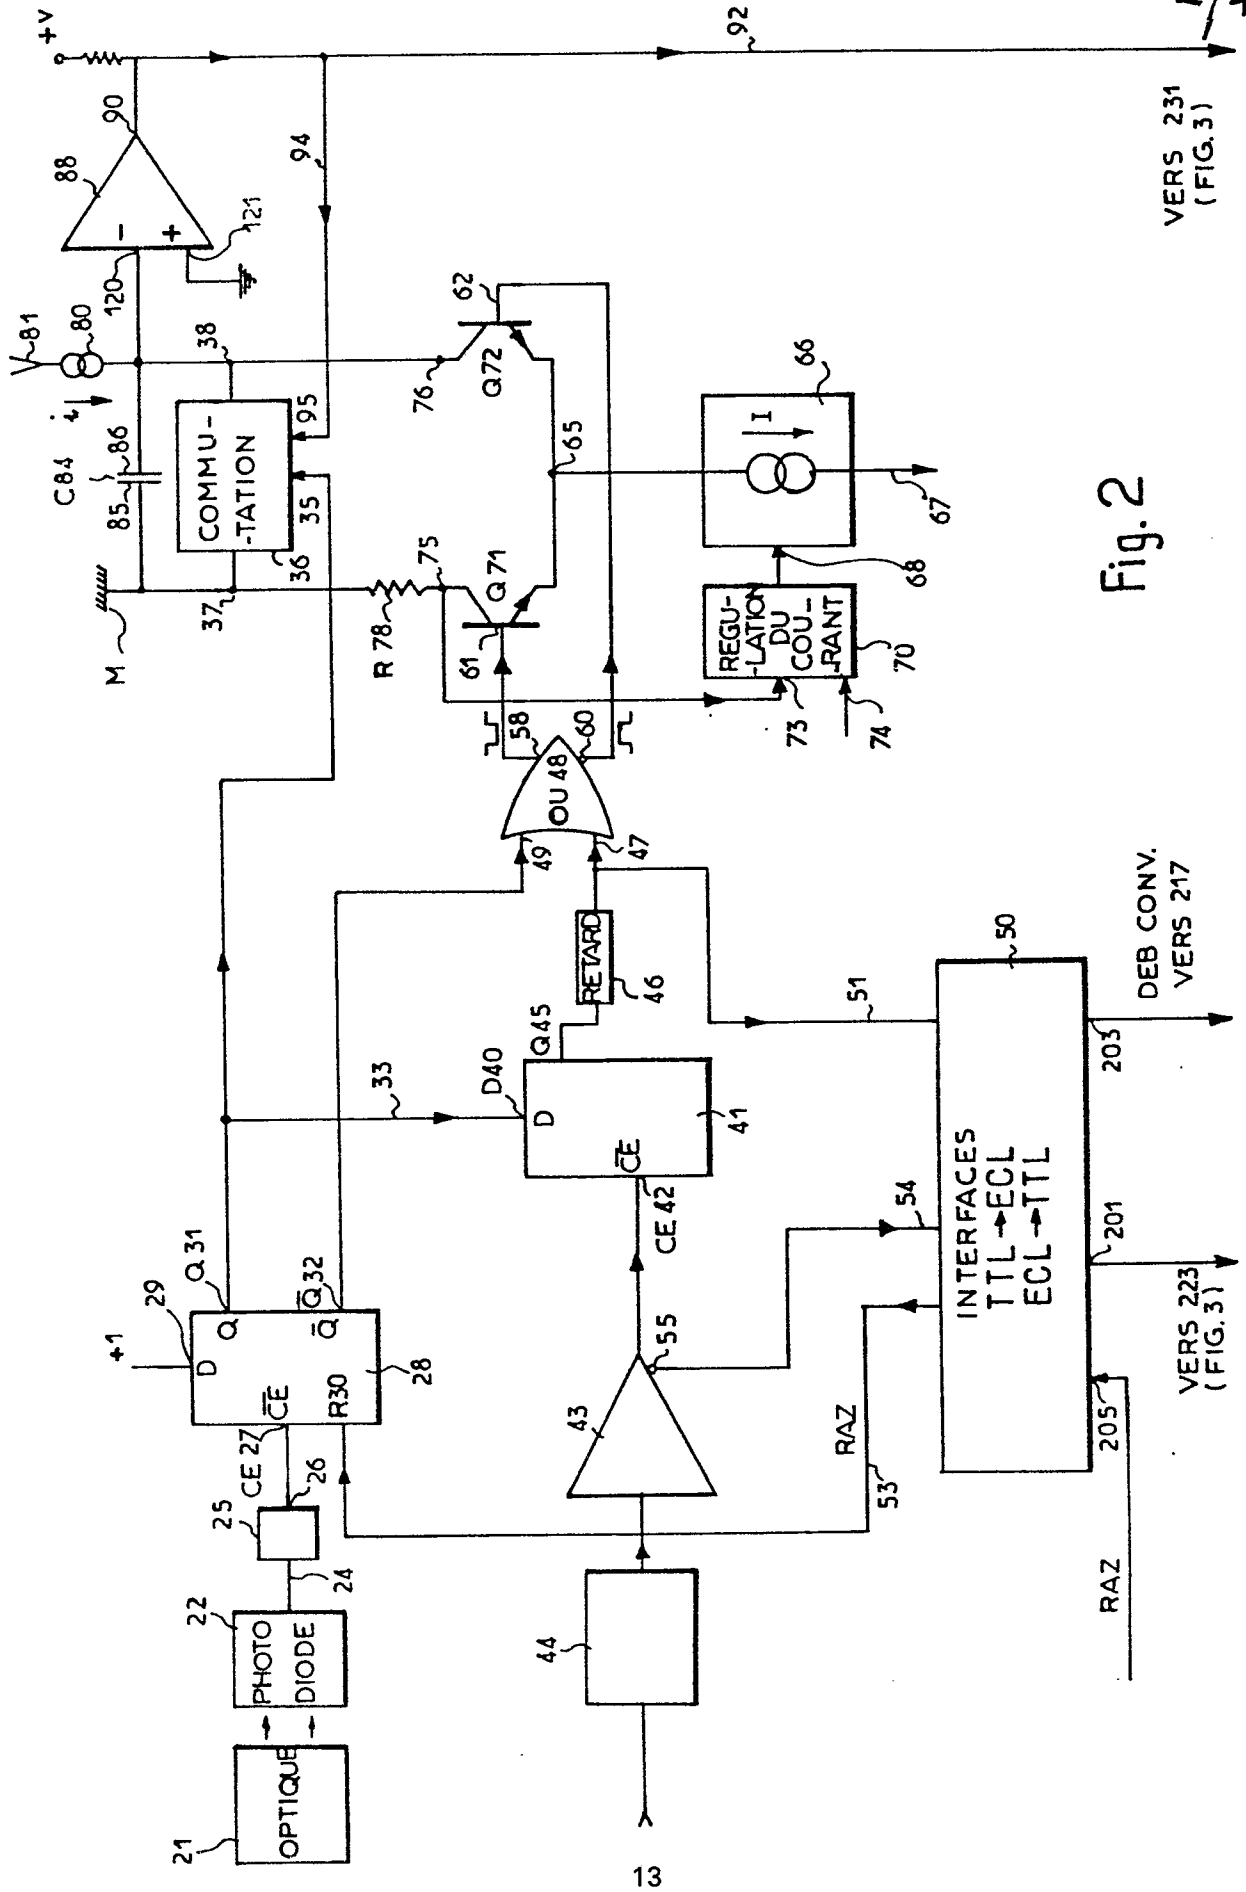 +V
92
90
88
94
-
+
121
120
81
80
38
i
C84
86
85
COMMU-
-TATION
95
35
36
37
M
R 78
75
76
62
Q72
Q71
61
65
66
I
67
68
REGU-
-LATION
DU
COU-
-RANT
70
73
74
58
60
OU 48
49
47
VERS 231
(FIG. 3)
RETARD
46
Q45
51
33
D40
D
CE
41
CE 42
Q 31
Q̅32
29
+1
D
Q
Q̅
C̅E̅
R30
28
CE 27
26
25
24
22
PHOTO
DIODE
21
OPTIQUE
43
44
55
54
RAZ
53
INTERFACES
TTL→ECL
ECL→TTL
50
203
201
205
DEB CONV.
VERS 217
VERS 223
(FIG. 3)
RAZ
Fig. 2
13